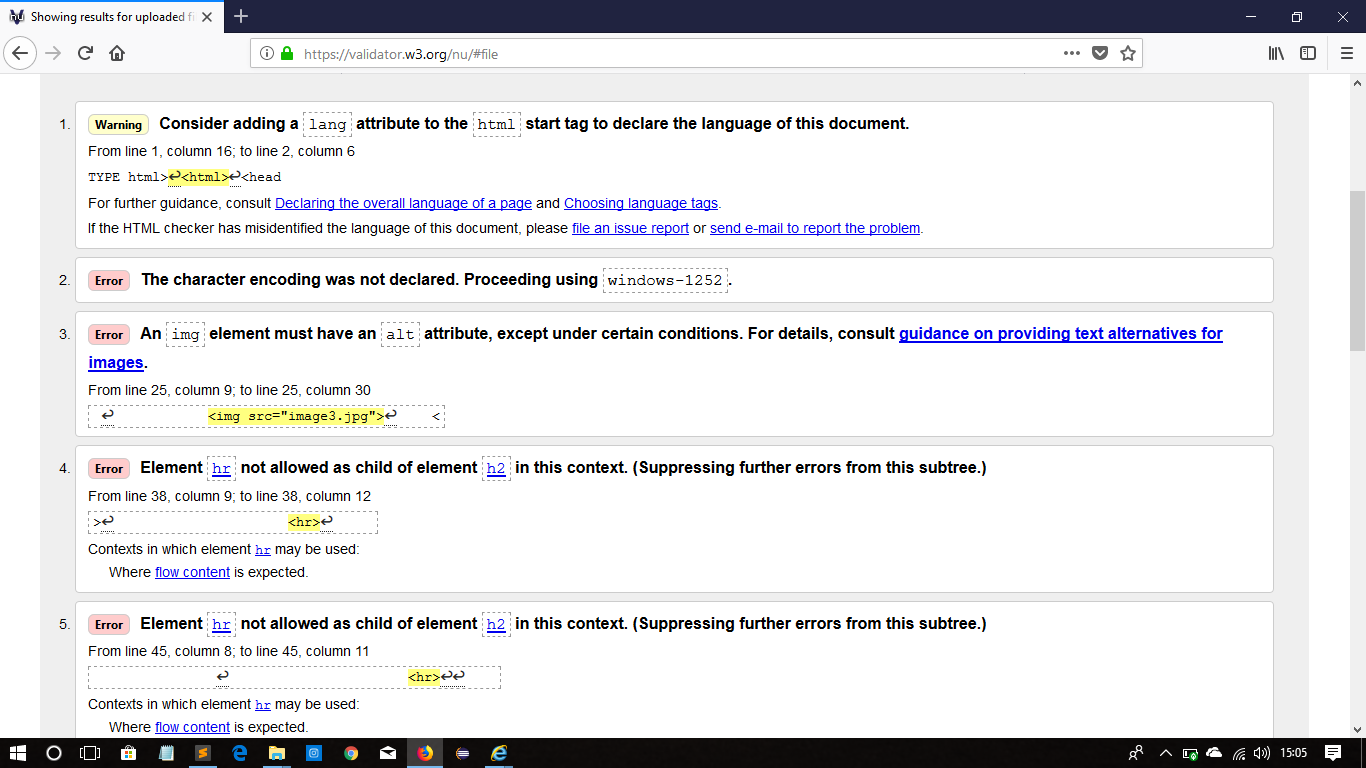 Showing results for uploaded fi
https://validator.w3.org/nu/#file
1. Warning Consider adding a lang attribute to the html start tag to declare the language of this document.
From line 1, column 16; to line 2, column 6
TYPE html>↩<html>↩<head
For further guidance, consult Declaring the overall language of a page and Choosing language tags.
If the HTML checker has misidentified the language of this document, please file an issue report or send e-mail to report the problem.
2. Error The character encoding was not declared. Proceeding using windows-1252.
3. Error An img element must have an alt attribute, except under certain conditions. For details, consult guidance on providing text alternatives for
images.
From line 25, column 9; to line 25, column 30
↩ <img src="image3.jpg">↩ <
4. Error Element hr not allowed as child of element h2 in this context. (Suppressing further errors from this subtree.)
From line 38, column 9; to line 38, column 12
>↩ <hr>↩
Contexts in which element hr may be used:
Where flow content is expected.
5. Error Element hr not allowed as child of element h2 in this context. (Suppressing further errors from this subtree.)
From line 45, column 8; to line 45, column 11
↩ <hr>↩↩
Contexts in which element hr may be used:
Where flow content is expected.
15:05